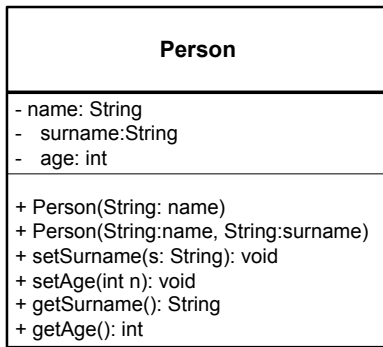 Person
- name: String
- surname:String
- age: int
+ Person(String: name)
+ Person(String:name, String:surname)
+ setSurname(s: String): void
+ setAge(int n): void
+ getSurname(): String
+ getAge(): int